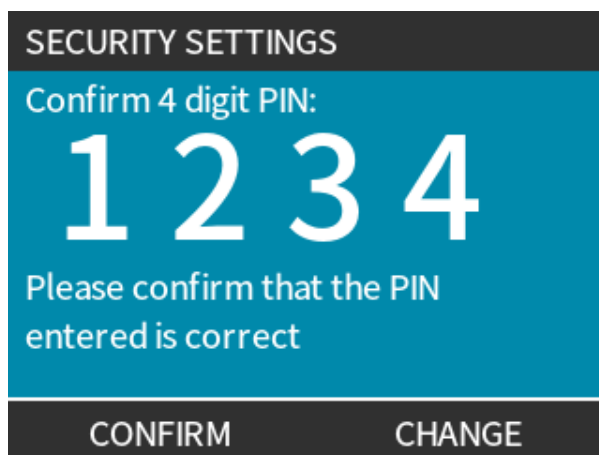 SECURITY SETTINGS
Confirm 4 digit PIN:
1 2 3 4
Please confirm that the PIN
entered is correct
CONFIRM CHANGE